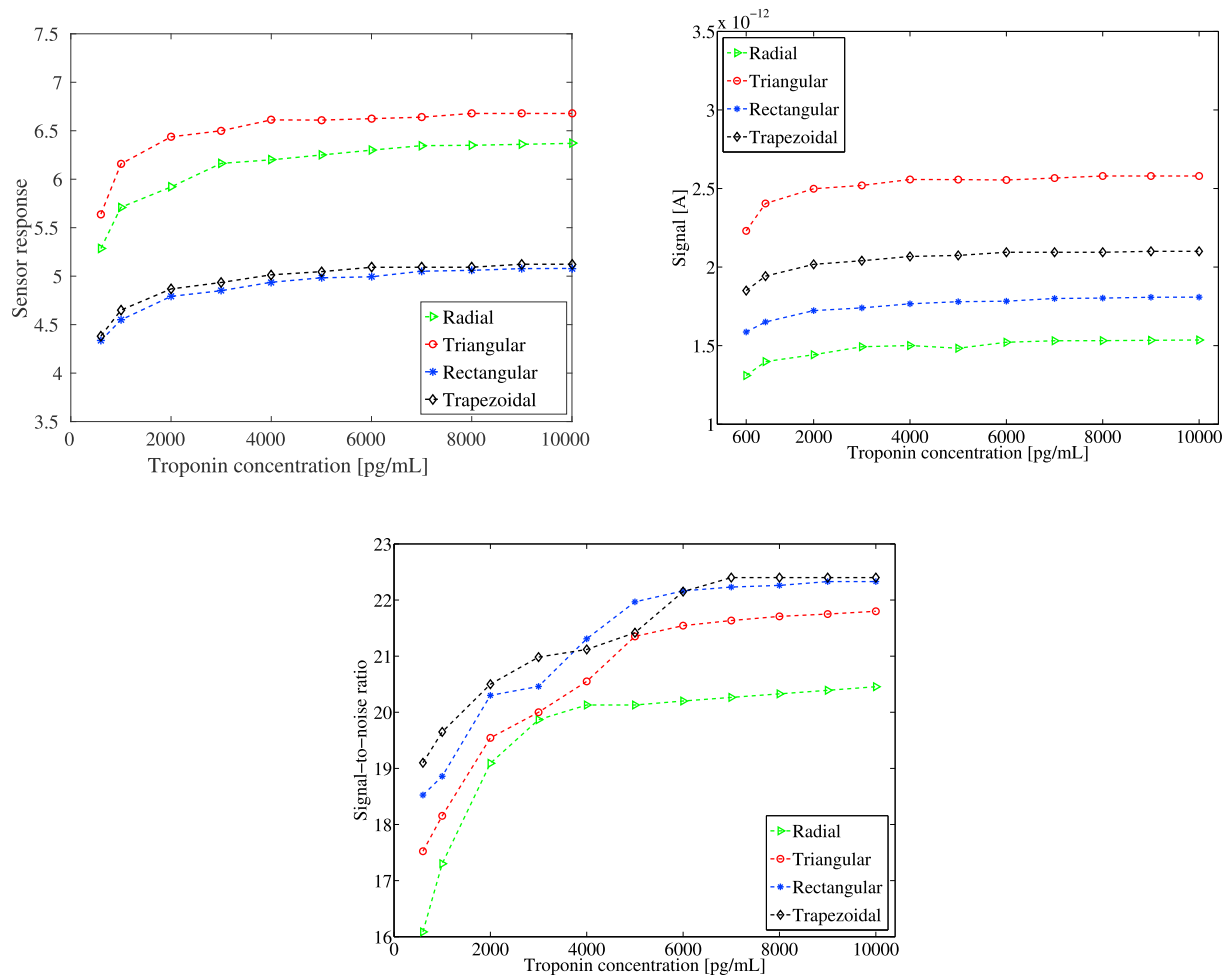 7.5
7
6.5
6
5.5
5
4.5
4
3.5
0 2000 4000 6000 8000 10000
Sensor response
Troponin concentration [pg/mL]
Radial
Triangular
Rectangular
Trapezoidal
x 10⁻¹²
3.5
2.5
2
1.5
1
600 2000 4000 6000 8000 10000
Signal [A]
Troponin concentration [pg/mL]
Radial
Triangular
Rectangular
Trapezoidal
23
22
21
20
19
18
17
16
0 2000 4000 6000 8000 10000
Signal-to-noise ratio
Troponin concentration [pg/mL]
Radial
Triangular
Rectangular
Trapezoidal